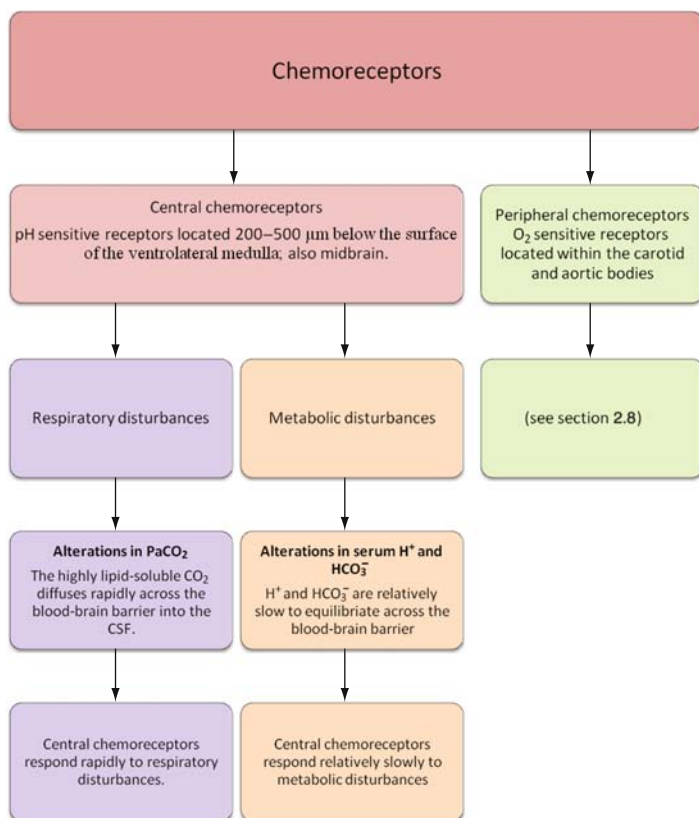 Chemoreceptors
Central chemoreceptors
pH sensitive receptors located 200–500 μm below the surface
of the ventrolateral medulla; also midbrain.
Peripheral chemoreceptors
O₂ sensitive receptors
located within the carotid
and aortic bodies
Respiratory disturbances
Metabolic disturbances
(see section 2.8)
Alterations in PaCO₂
The highly lipid-soluble CO₂
diffuses rapidly across the
blood-brain barrier into the
CSF.
Alterations in serum H⁺ and
HCO₃⁻
H⁺ and HCO₃⁻ are relatively
slow to equilibriate across the
blood-brain barrier
Central chemoreceptors
respond rapidly to respiratory
disturbances.
Central chemoreceptors
respond relatively slowly to
metabolic disturbances